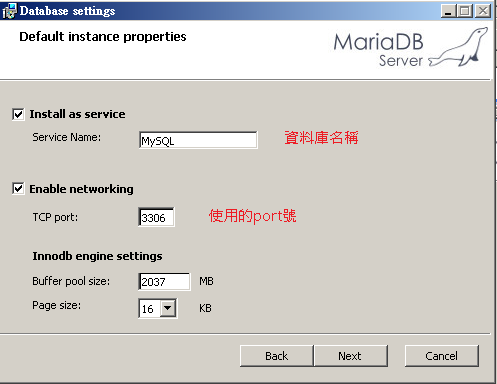 Database settings
Default instance properties
MariaDB
Server
Install as service
Service Name: MySQL 資料庫名稱
Enable networking
TCP port: 3306 使用的port號
Innodb engine settings
Buffer pool size: 2037 MB
Page size: 16 KB
Back Next Cancel